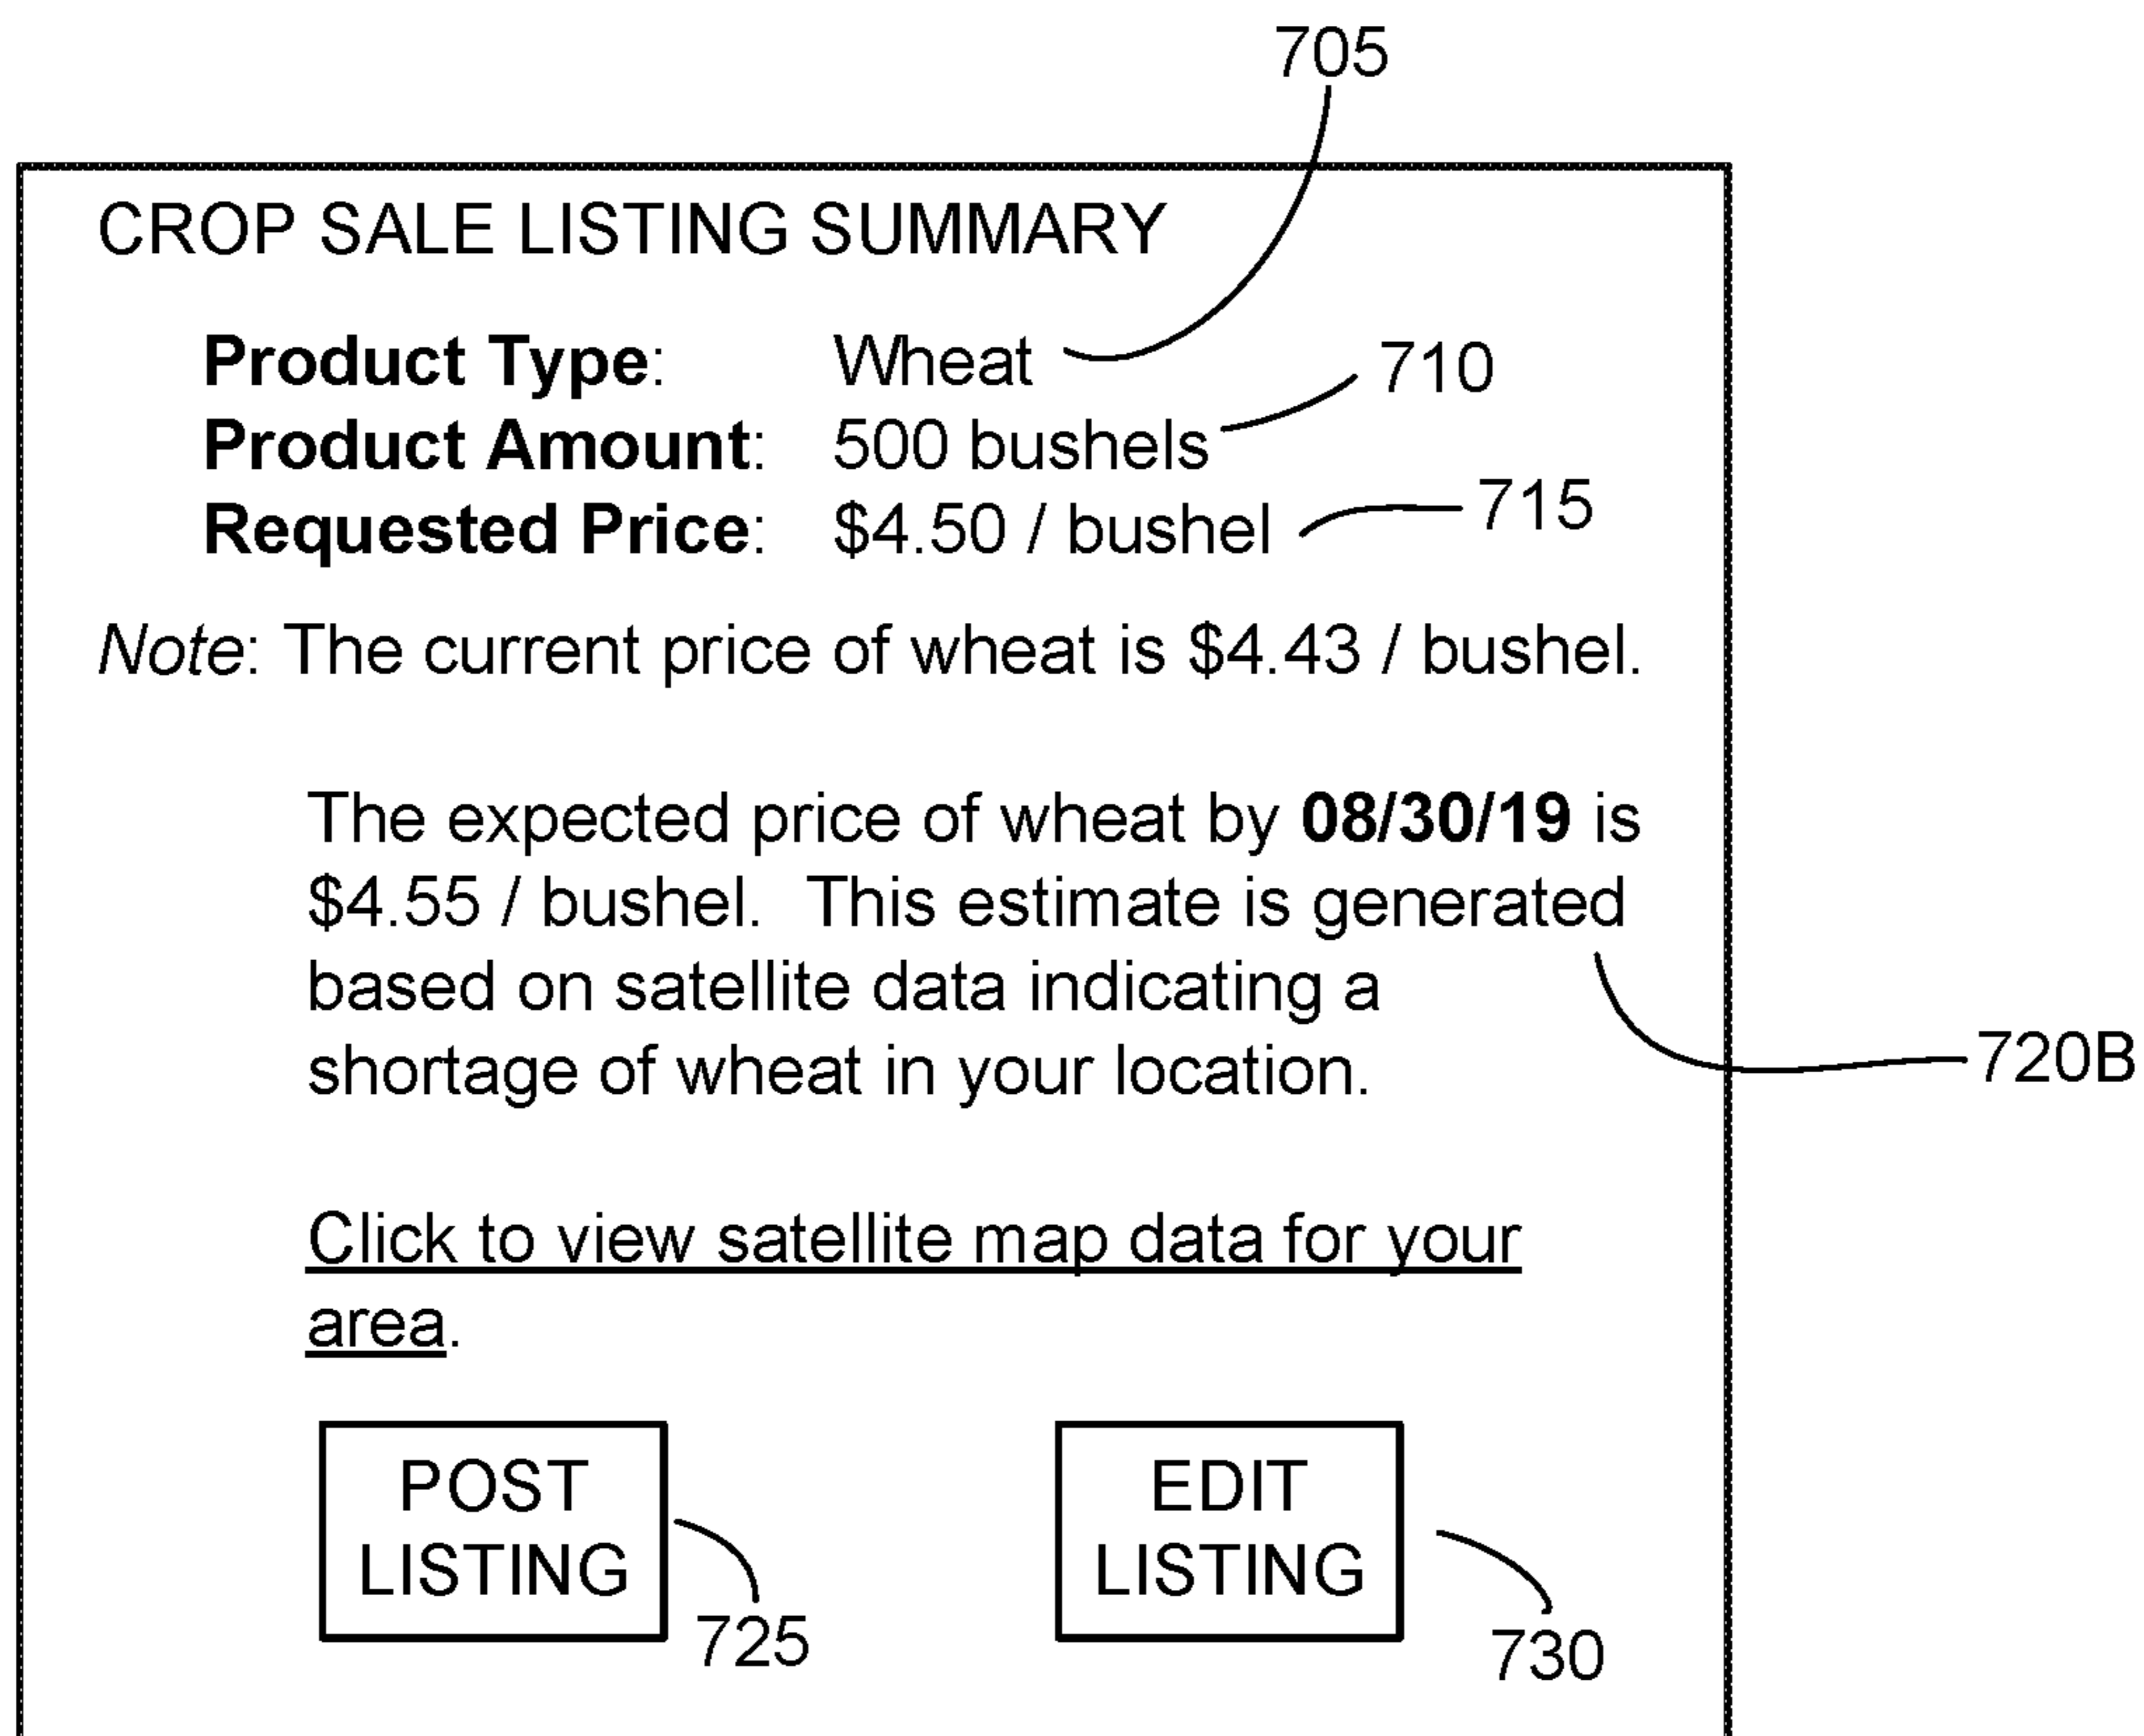 705
CROP SALE LISTING SUMMARY
Product Type: Wheat
710
Product Amount: 500 bushels
715
Requested Price: $4.50 / bushel
Note: The current price of wheat is $4.43 / bushel.
The expected price of wheat by 08/30/19 is
$4.55 / bushel. This estimate is generated
based on satellite data indicating a
shortage of wheat in your location.
720B
Click to view satellite map data for your
area.
POST
LISTING
725
EDIT
LISTING
730